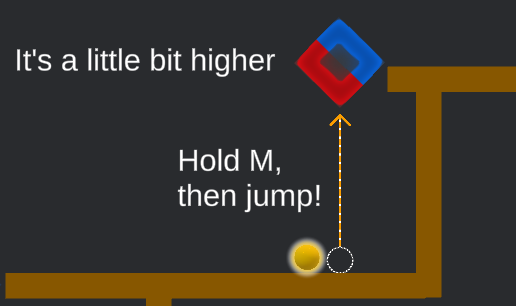 It's a little bit higher
Hold M,
then jump!